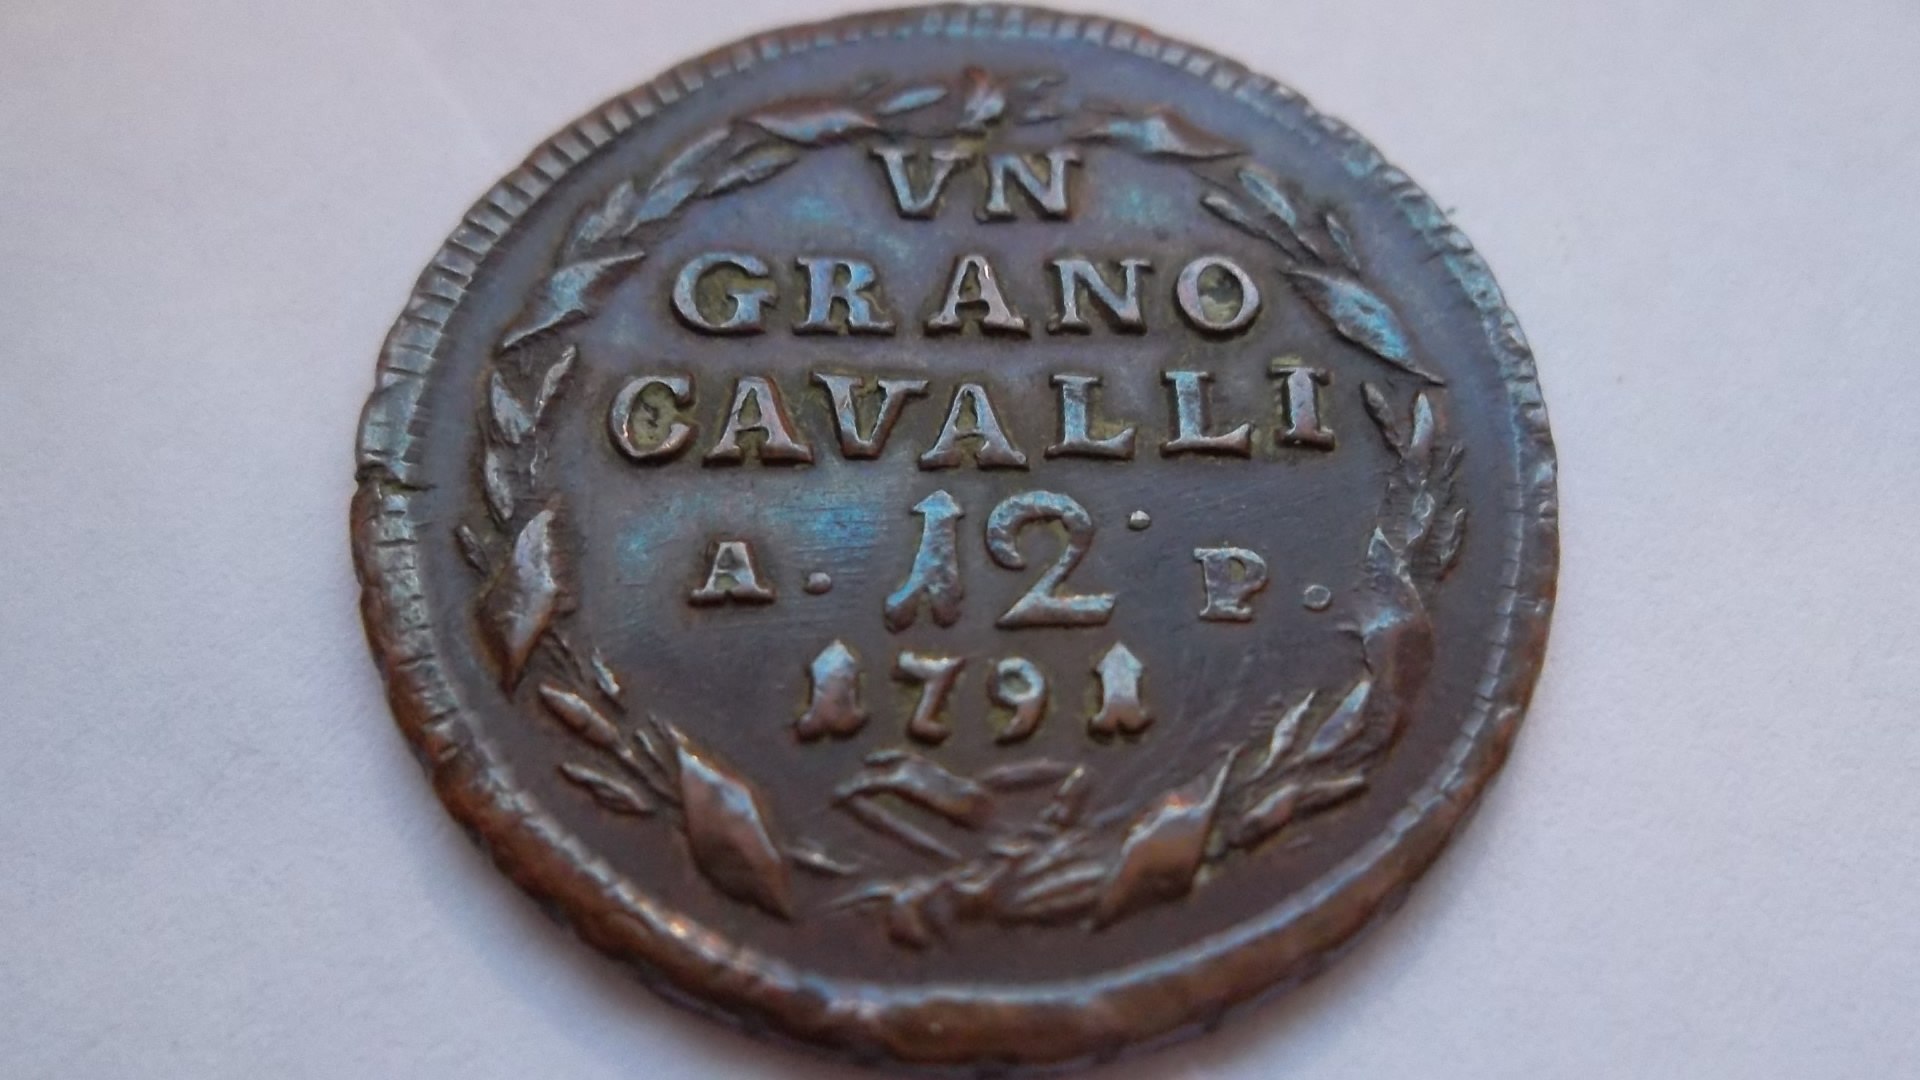 VN
GRANO
CAVALLI
A . 12 . P .
1791